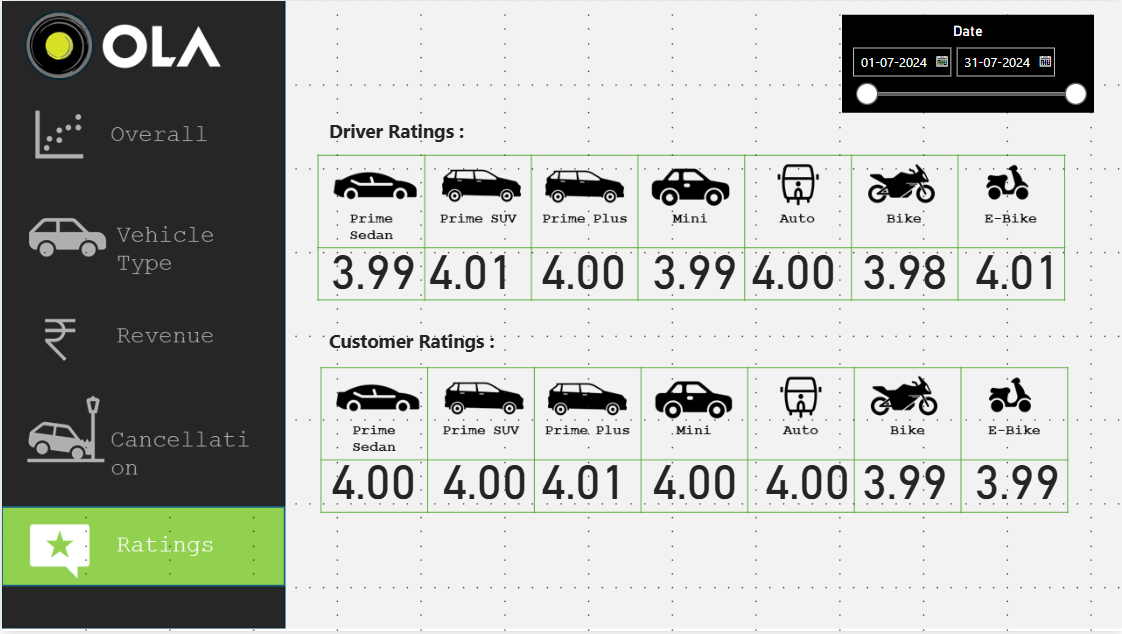 OLA
Overall
Vehicle
Type
Revenue
Cancellati
on
Ratings
Date
01-07-2024 31-07-2024
Driver Ratings :
Prime
Sedan
Prime SUV
Prime Plus
Mini
Auto
Bike
E-Bike
3.99 4.01 4.00 3.99 4.00 3.98 4.01
Customer Ratings :
Prime
Sedan
Prime SUV
Prime Plus
Mini
Auto
Bike
E-Bike
4.00 4.00 4.01 4.00 4.00 3.99 3.99